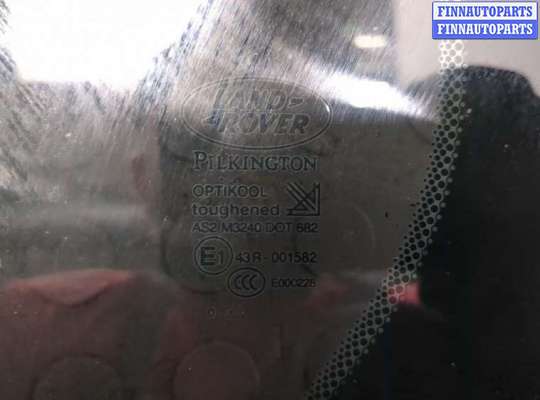 FINNAUTOPARTS
FINNAUTOPARTS
LAND-
ROVER
PILKINGTON
OPTIKOOL
toughened
AS2 M3240 DOT 682
E1 43R-001582
CCC E000228